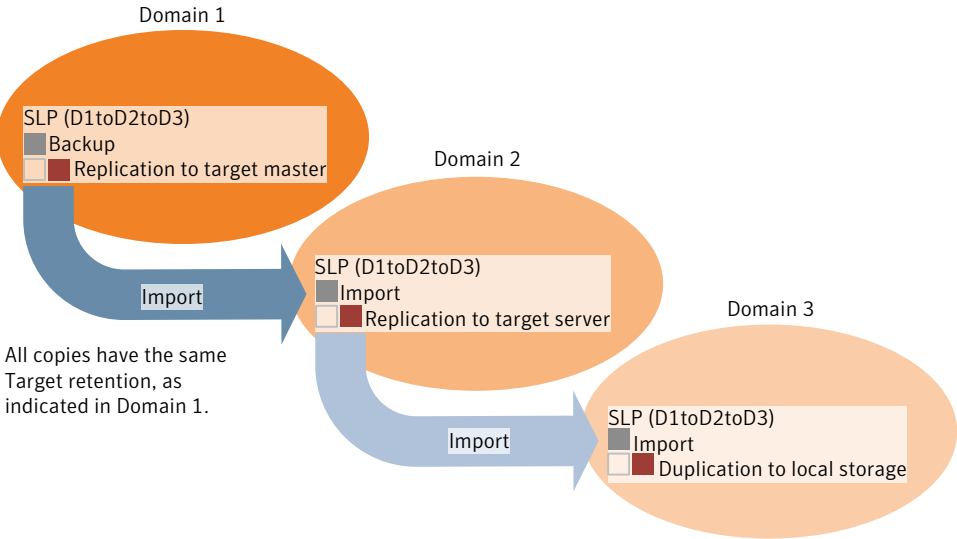 Domain 1
SLP (D1toD2toD3)
Backup
Replication to target master
Import
Domain 2
SLP (D1toD2toD3)
Import
Replication to target server
All copies have the same
Target retention, as
indicated in Domain 1.
Import
Domain 3
SLP (D1toD2toD3)
Import
Duplication to local storage